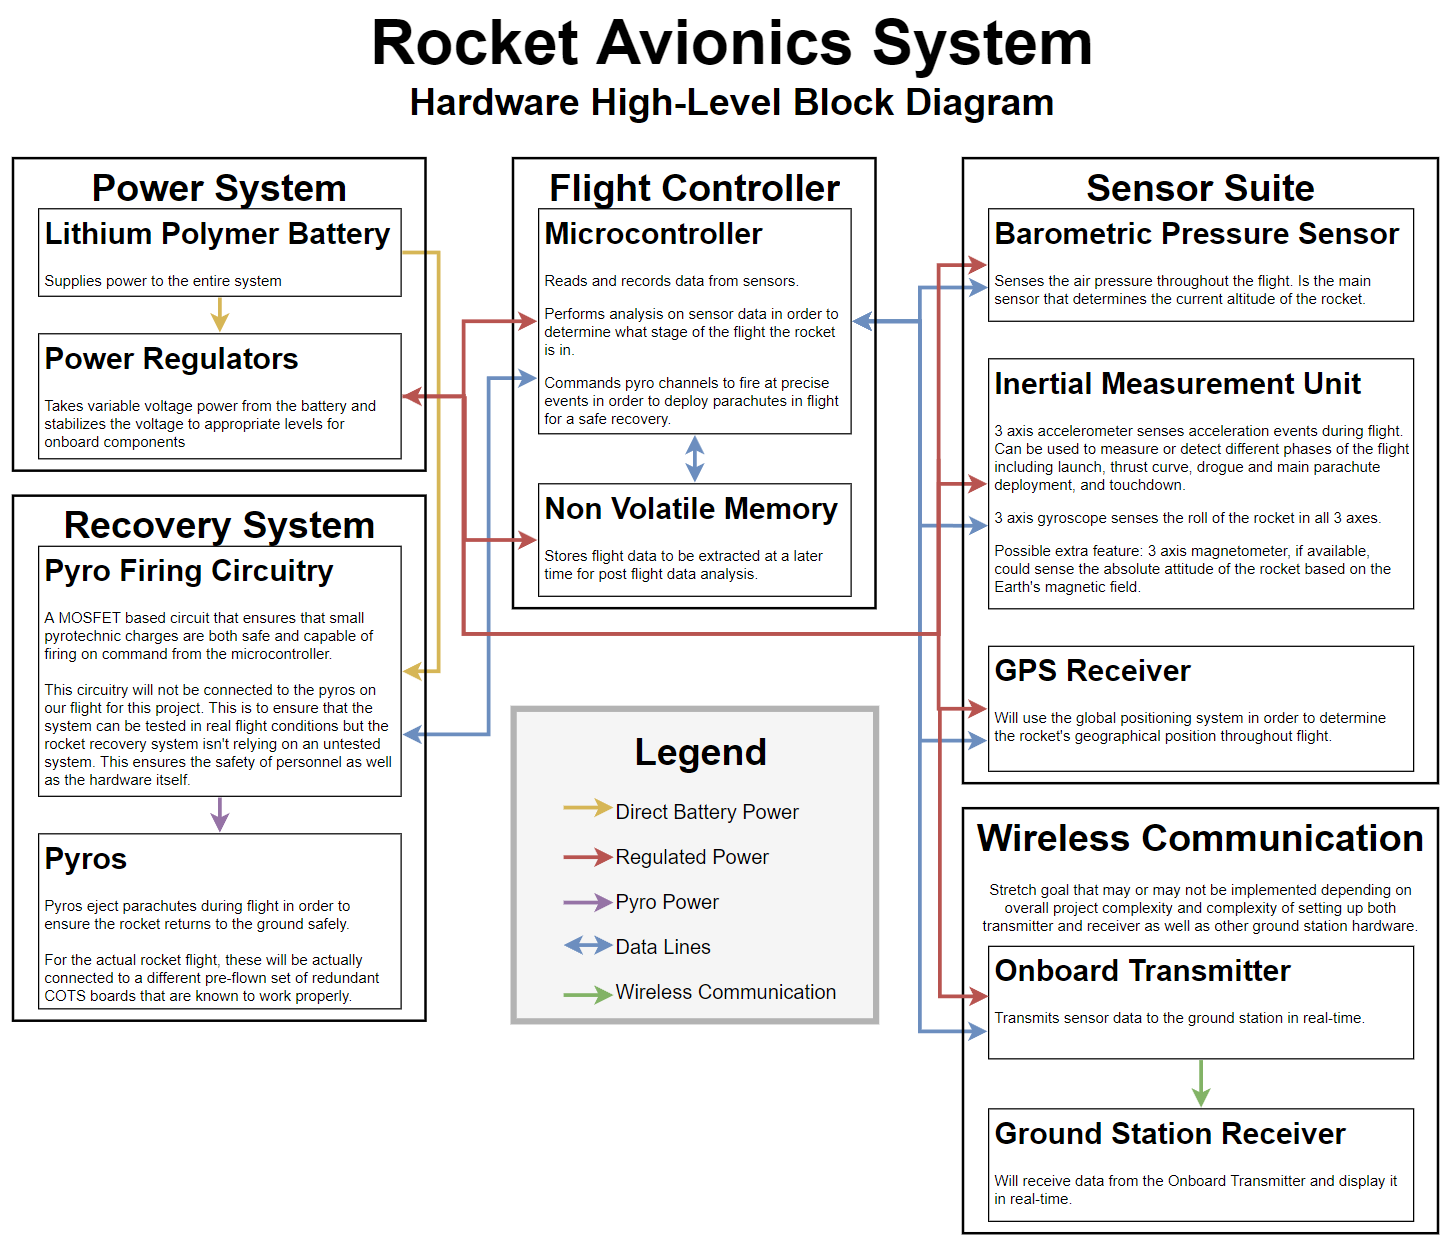 Rocket Avionics System
Hardware High-Level Block Diagram
Power System
Lithium Polymer Battery
Supplies power to the entire system
Power Regulators
Takes variable voltage power from the battery and
stabilizes the voltage to appropriate levels for
onboard components
Recovery System
Pyro Firing Circuitry
A MOSFET based circuit that ensures that small
pyrotechnic charges are both safe and capable of
firing on command from the microcontroller.
This circuitry will not be connected to the pyros on
our flight for this project. This is to ensure that the
system can be tested in real flight conditions but the
rocket recovery system isn't relying on an untested
system. This ensures the safety of personnel as well
as the hardware itself.
Pyros
Pyros eject parachutes during flight in order to
ensure the rocket returns to the ground safely.
For the actual rocket flight, these will be actually
connected to a different pre-flown set of redundant
COTS boards that are known to work properly.
Flight Controller
Microcontroller
Reads and records data from sensors.
Performs analysis on sensor data in order to
determine what stage of the flight the rocket
is in.
Commands pyro channels to fire at precise
events in order to deploy parachutes in flight
for a safe recovery.
Non Volatile Memory
Stores flight data to be extracted at a later
time for post flight data analysis.
Legend
Direct Battery Power
Regulated Power
Pyro Power
Data Lines
Wireless Communication
Sensor Suite
Barometric Pressure Sensor
Senses the air pressure throughout the flight. Is the main
sensor that determines the current altitude of the rocket.
Inertial Measurement Unit
3 axis accelerometer senses acceleration events during flight.
Can be used to measure or detect different phases of the flight
including launch, thrust curve, drogue and main parachute
deployment, and touchdown.
3 axis gyroscope senses the roll of the rocket in all 3 axes.
Possible extra feature: 3 axis magnetometer, if available,
could sense the absolute attitude of the rocket based on the
Earth's magnetic field.
GPS Receiver
Will use the global positioning system in order to determine
the rocket's geographical position throughout flight.
Wireless Communication
Stretch goal that may or may not be implemented depending on
overall project complexity and complexity of setting up both
transmitter and receiver as well as other ground station hardware.
Onboard Transmitter
Transmits sensor data to the ground station in real-time.
Ground Station Receiver
Will receive data from the Onboard Transmitter and display it
in real-time.